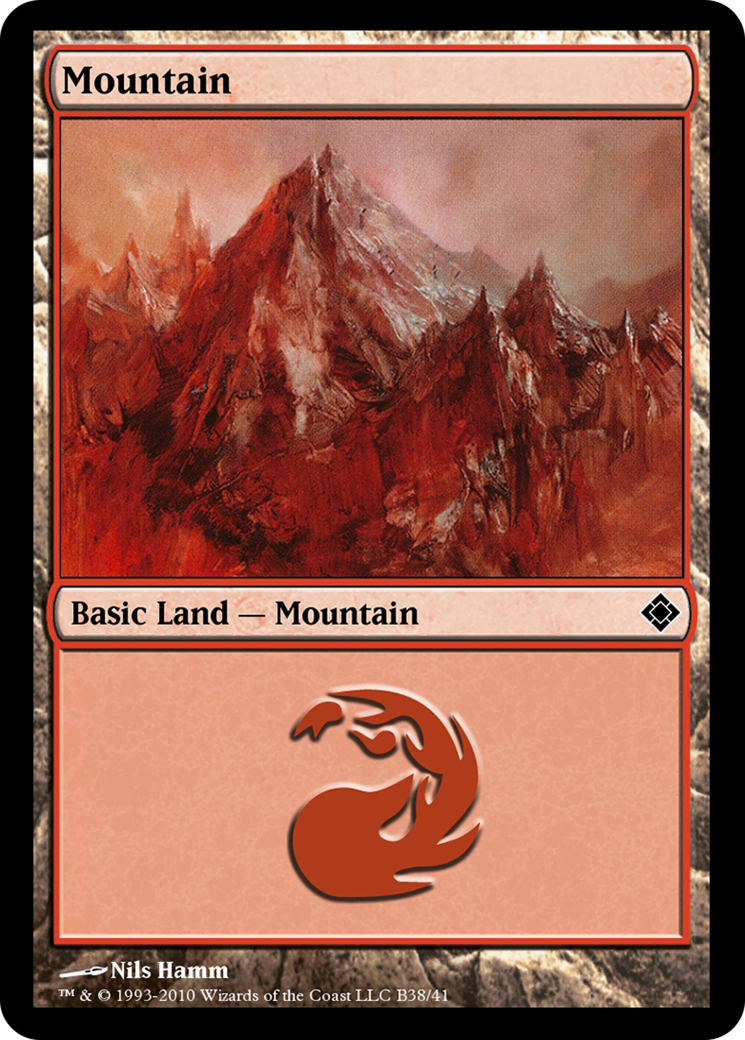 Mountain
Basic Land — Mountain
Nils Hamm
™ & © 1993-2010 Wizards of the Coast LLC B38/41